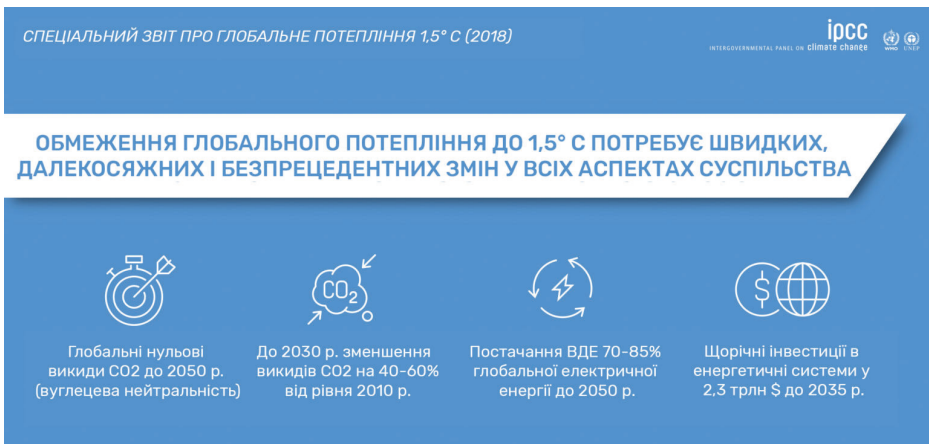 СПЕЦІАЛЬНИЙ ЗВІТ ПРО ГЛОБАЛЬНЕ ПОТЕПЛІННЯ 1,5° С (2018)
ipcc
INTERGOVERNMENTAL PANEL ON climate change
WMO UNEP
ОБМЕЖЕННЯ ГЛОБАЛЬНОГО ПОТЕПЛІННЯ ДО 1,5° С ПОТРЕБУЄ ШВИДКИХ,
ДАЛЕКОСЯЖНИХ І БЕЗПРЕЦЕДЕНТНИХ ЗМІН У ВСІХ АСПЕКТАХ СУСПІЛЬСТВА
Глобальні нульові
викиди СО2 до 2050 р.
(вуглецева нейтральність)
CO2
До 2030 р. зменшення
викидів СО2 на 40-60%
від рівня 2010 р.
Постачання ВДЕ 70-85%
глобальної електричної
енергії до 2050 р.
$
Щорічні інвестиції в
енергетичні системи у
2,3 трлн $ до 2035 р.